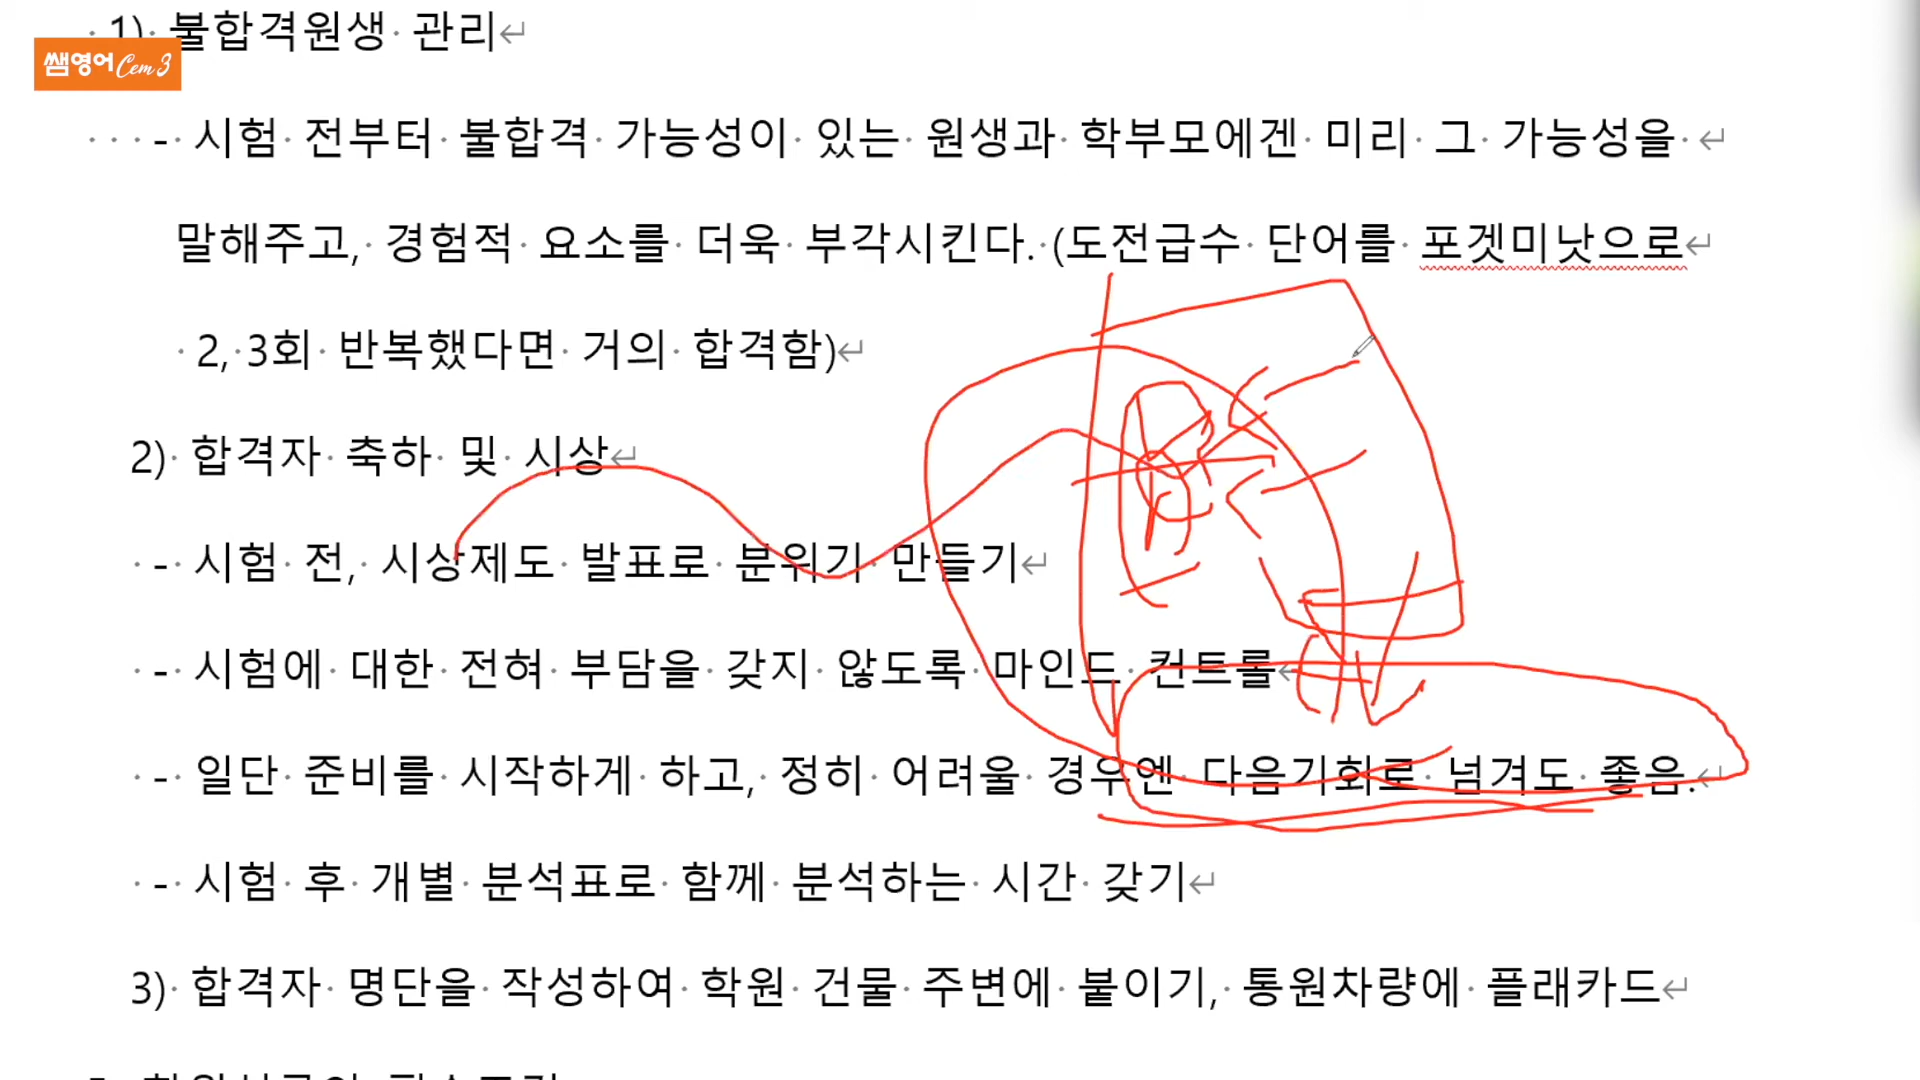 1) 불합격원생 관리
쌤영어 Cem 3
- 시험 전부터 불합격 가능성이 있는 원생과 학부모에겐 미리 그 가능성을
말해주고, 경험적 요소를 더욱 부각시킨다. (도전급수 단어를 포겟미낫으로
2, 3회 반복했다면 거의 합격함)
2) 합격자 축하 및 시상
- 시험 전, 시상제도 발표로 분위기 만들기
- 시험에 대한 전혀 부담을 갖지 않도록 마인드 컨트롤
- 일단 준비를 시작하게 하고, 정히 어려울 경우엔 다음기회로 넘겨도 좋음.
- 시험 후 개별 분석표로 함께 분석하는 시간 갖기
3) 합격자 명단을 작성하여 학원 건물 주변에 붙이기, 통원차량에 플래카드